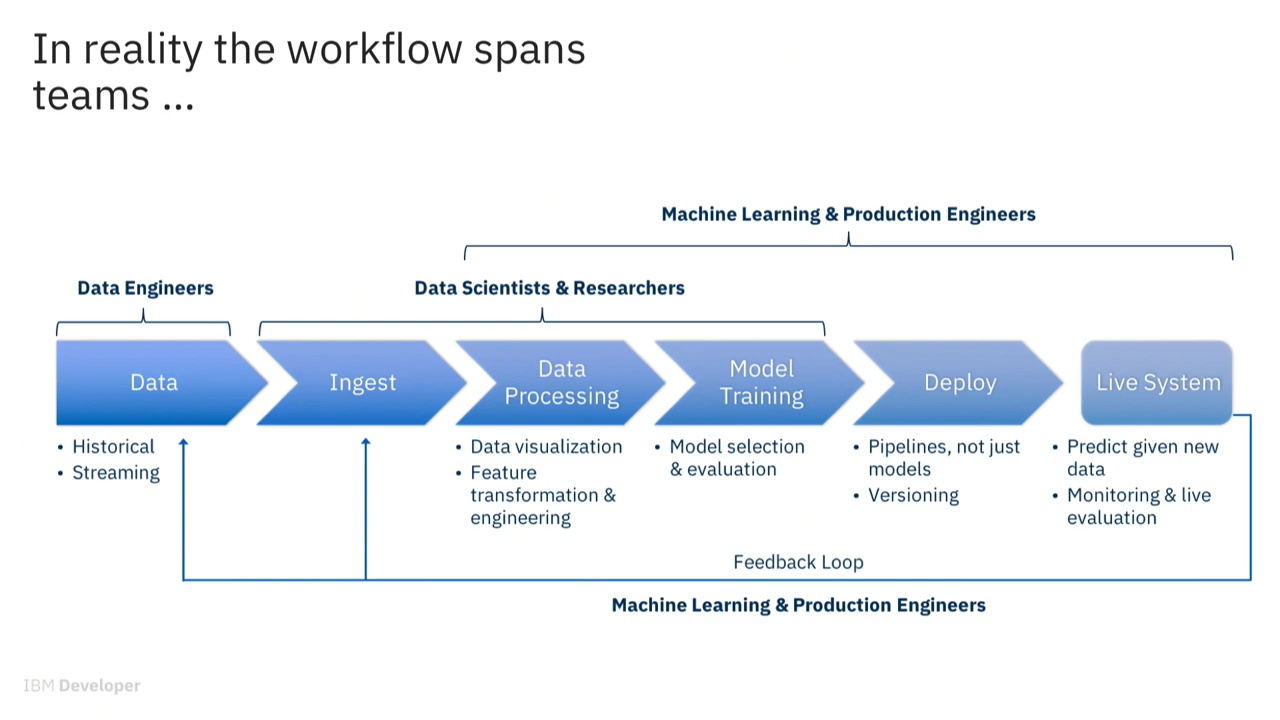 In reality the workflow spans
teams ...
Machine Learning & Production Engineers
Data Engineers
Data Scientists & Researchers
Data
Ingest
Data
Processing
Model
Training
Deploy
Live System
• Historical
• Streaming
• Data visualization
• Feature
transformation &
engineering
• Model selection
& evaluation
• Pipelines, not just
models
• Versioning
• Predict given new
data
• Monitoring & live
evaluation
Feedback Loop
Machine Learning & Production Engineers
IBM Developer